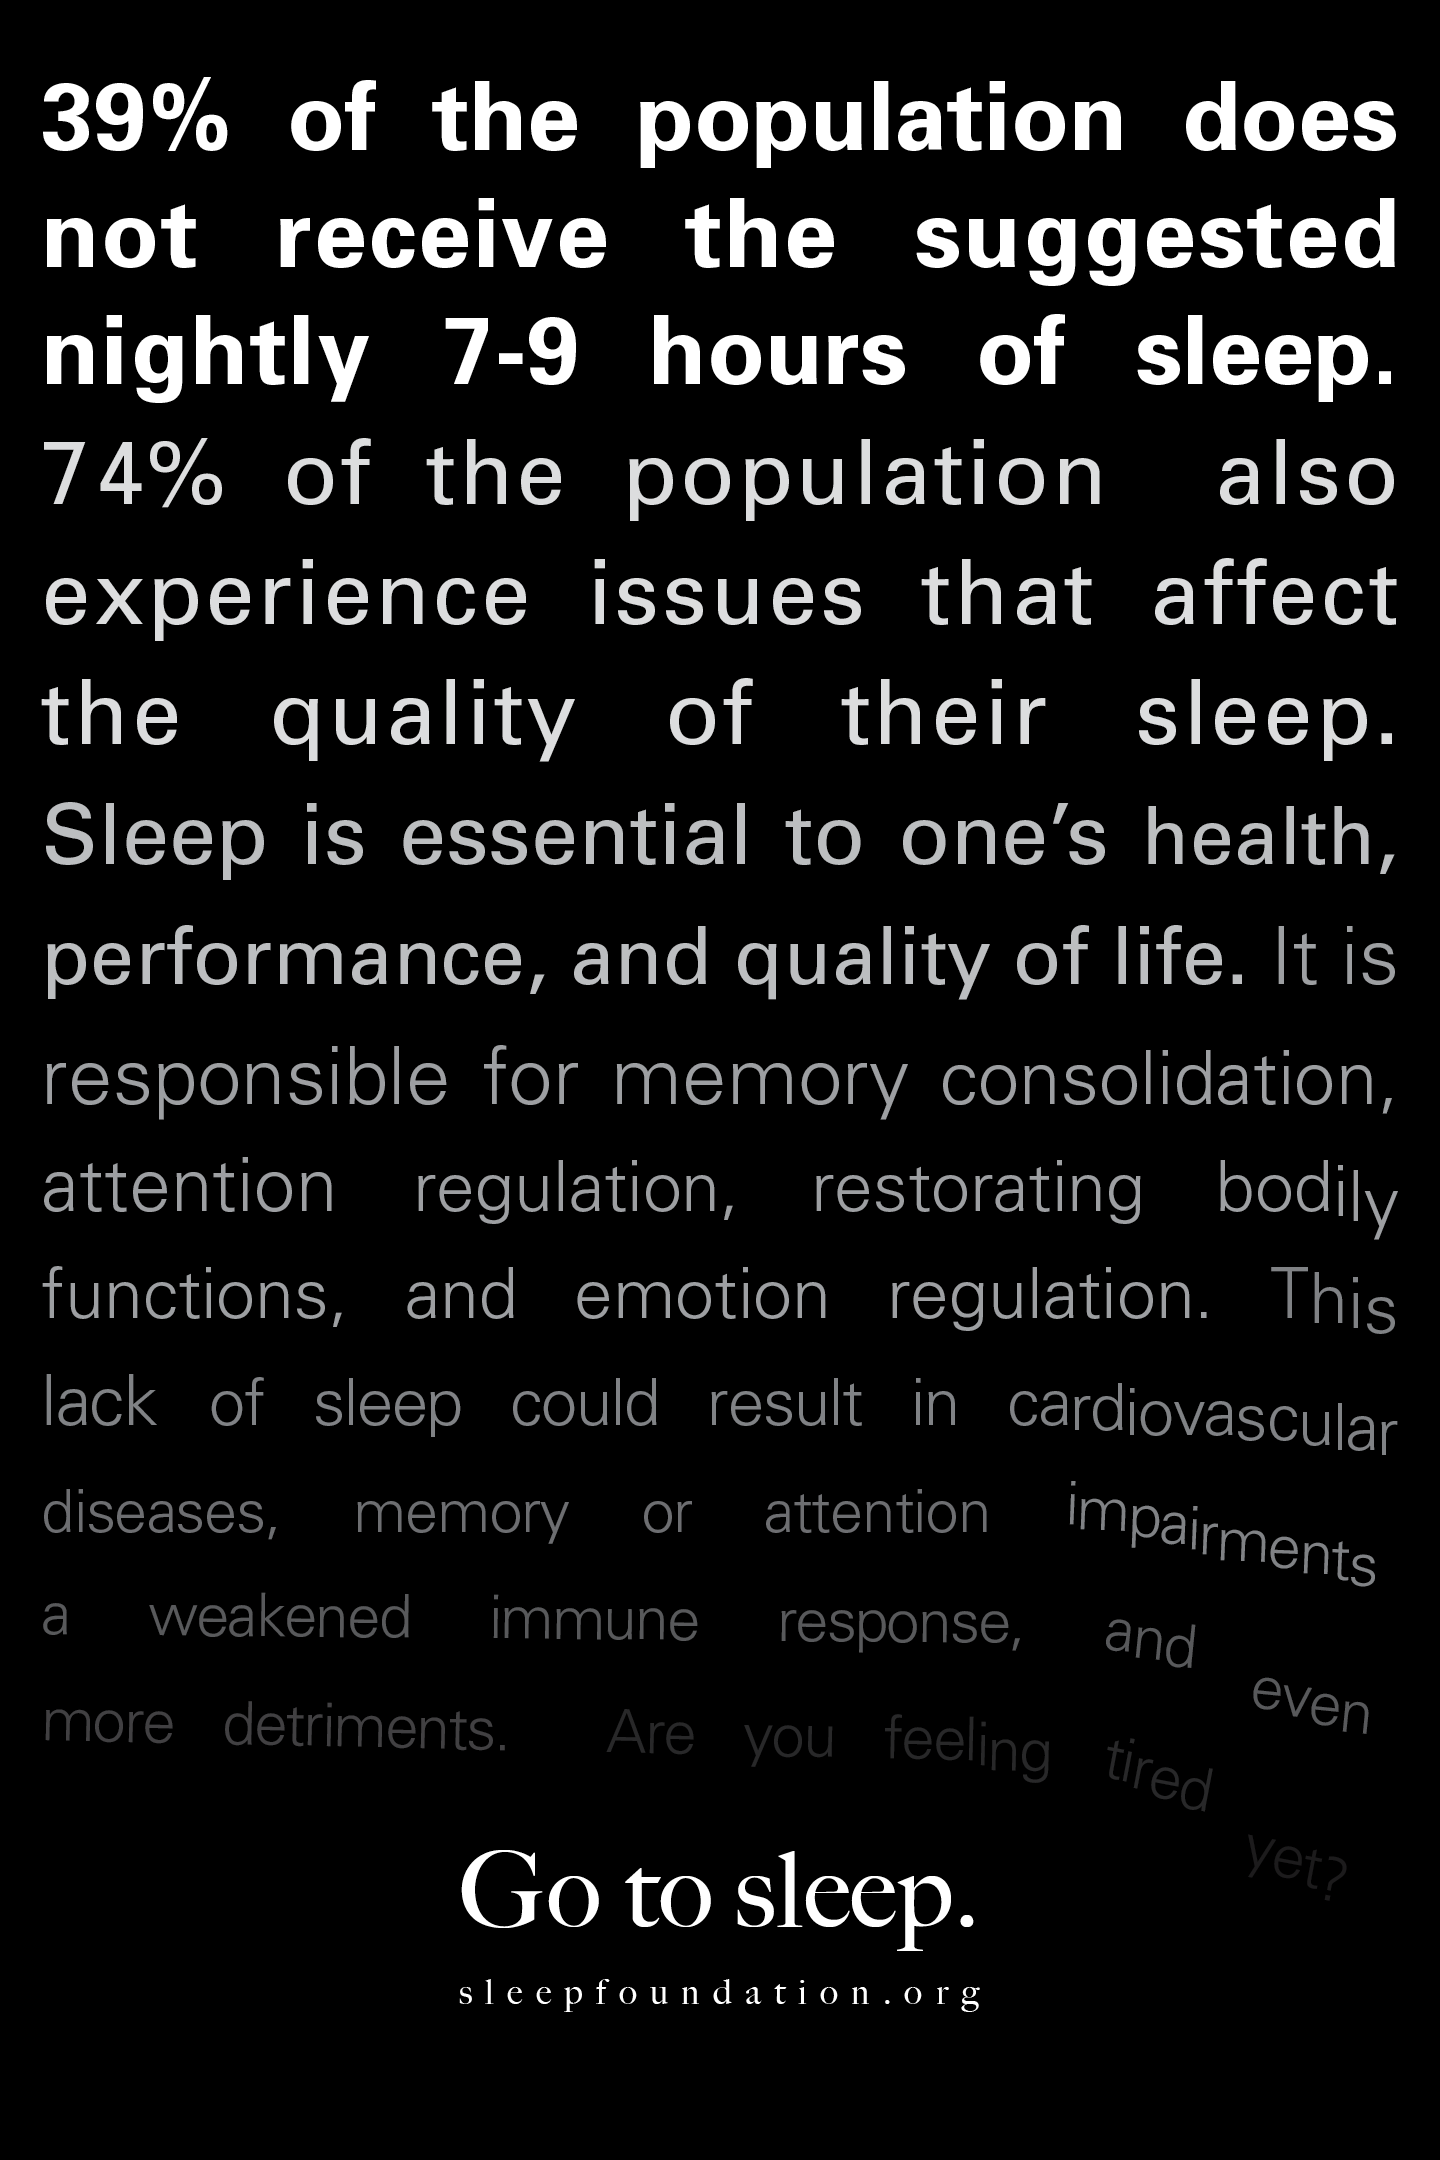 39% of the population does
not receive the suggested
nightly 7-9 hours of sleep.
74% of the population also
experience issues that affect
the quality of their sleep.
Sleep is essential to one’s health,
performance, and quality of life. It is
responsible for memory consolidation,
attention regulation, restorating bodily
functions, and emotion regulation. This
lack of sleep could result in cardiovascular
diseases, memory or attention impairments
a weakened immune response, and even
more detriments. Are you feeling tired yet?
Go to sleep.
sleepfoundation.org